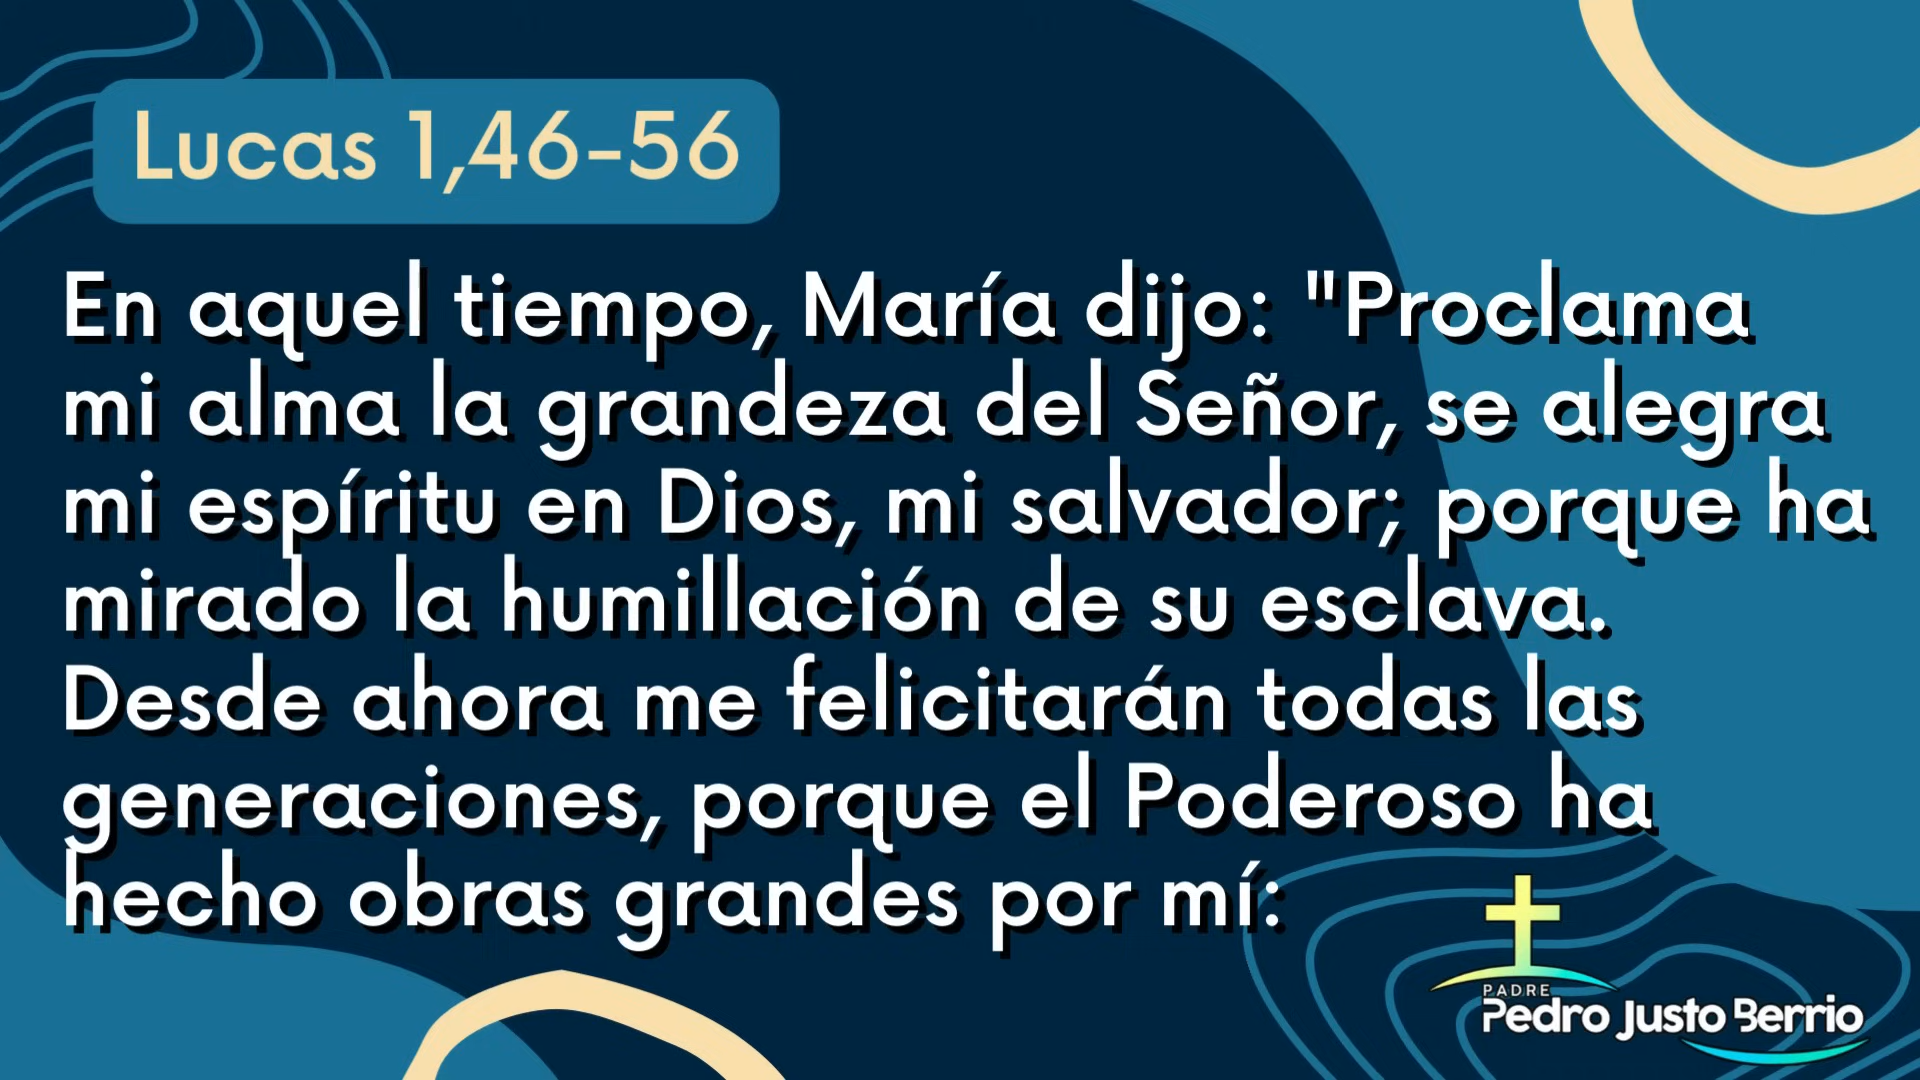 Lucas 1,46-56
En aquel tiempo, María dijo: "Proclama
mi alma la grandeza del Señor, se alegra
mi espíritu en Dios, mi salvador; porque ha
mirado la humillación de su esclava.
Desde ahora me felicitarán todas las
generaciones, porque el Poderoso ha
hecho obras grandes por mí:
PADRE
Pedro Justo Berrio